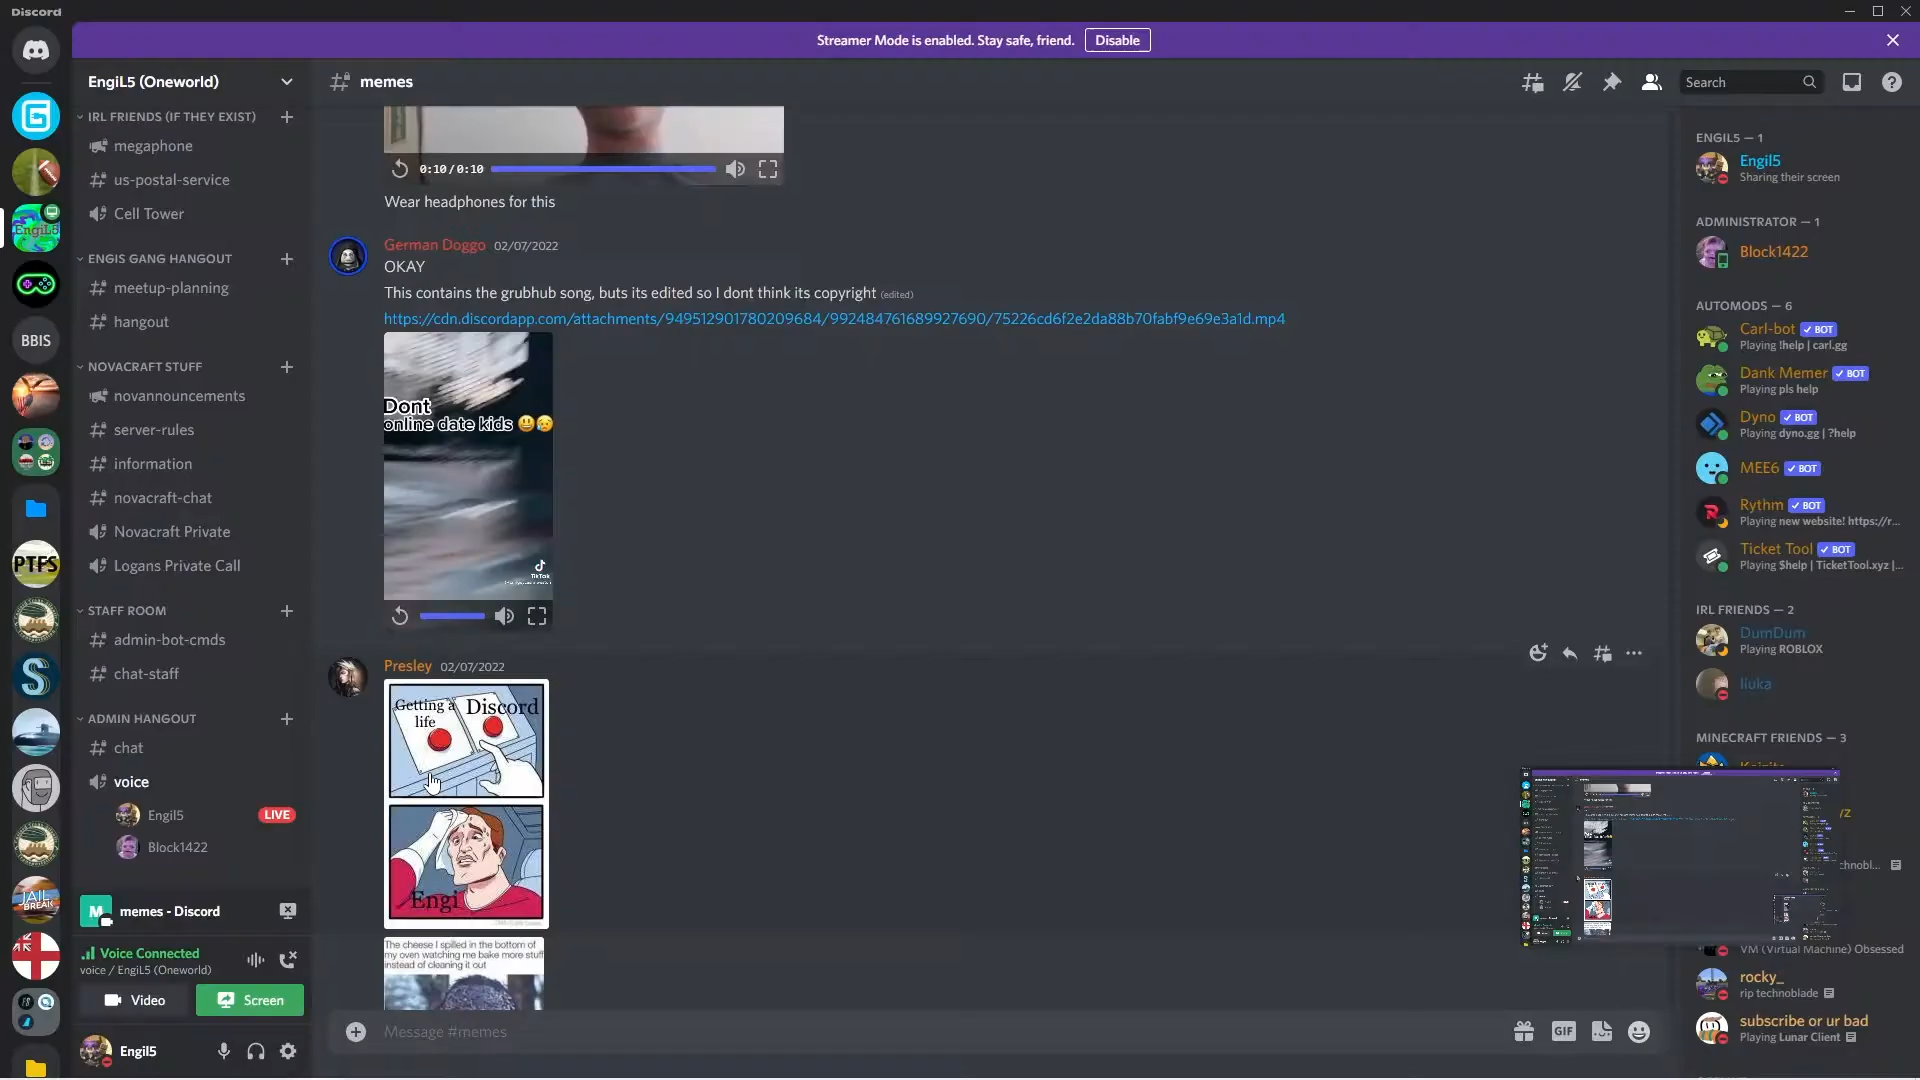 Discord
Streamer Mode is enabled. Stay safe, friend.
Disable
EngiL5 (Oneworld)
memes
Search
IRL FRIENDS (IF THEY EXIST)
megaphone
us-postal-service
Cell Tower
ENGIS GANG HANGOUT
meetup-planning
hangout
NOVACRAFT STUFF
novannouncements
server-rules
information
novacraft-chat
Novacraft Private
Logans Private Call
STAFF ROOM
admin-bot-cmds
chat-staff
ADMIN HANGOUT
chat
voice
Engil5
LIVE
Block1422
M
memes - Discord
Voice Connected
voice / EngiL5 (Oneworld)
Video
Screen
Engil5
EngiL5
BBIS
PTFS
S
JAIL
BREAK
0:10/0:10
Wear headphones for this
German Doggo 02/07/2022
OKAY
This contains the grubhub song, buts its edited so I dont think its copyright (edited)
https://cdn.discordapp.com/attachments/949512901780209684/992484761689927690/75226cd6f2e2da88b70fabf9e69e3a1d.mp4
Dont
online date kids 😃😥
TikTok
Presley 02/07/2022
Getting a
life
Discord
Engi
The cheese I spilled in the bottom of
my oven watching me bake more stuff
instead of cleaning it out
Message #memes
GIF
ENGIL5 — 1
Engil5
Sharing their screen
ADMINISTRATOR — 1
Block1422
AUTOMODS — 6
Carl-bot ✓ BOT
Playing !help | carl.gg
Dank Memer ✓ BOT
Playing pls help
Dyno ✓ BOT
Playing dyno.gg | ?help
MEE6 ✓ BOT
Rythm ✓ BOT
Playing new website! https://r...
Ticket Tool ✓ BOT
Playing $help | TicketTool.xyz |...
IRL FRIENDS — 2
DumDum
Playing ROBLOX
MINECRAFT FRIENDS — 3
yz
chnobl...
VM (Virtual Machine) Obsessed
rocky_
rip technoblade
subscribe or ur bad
Playing Lunar Client